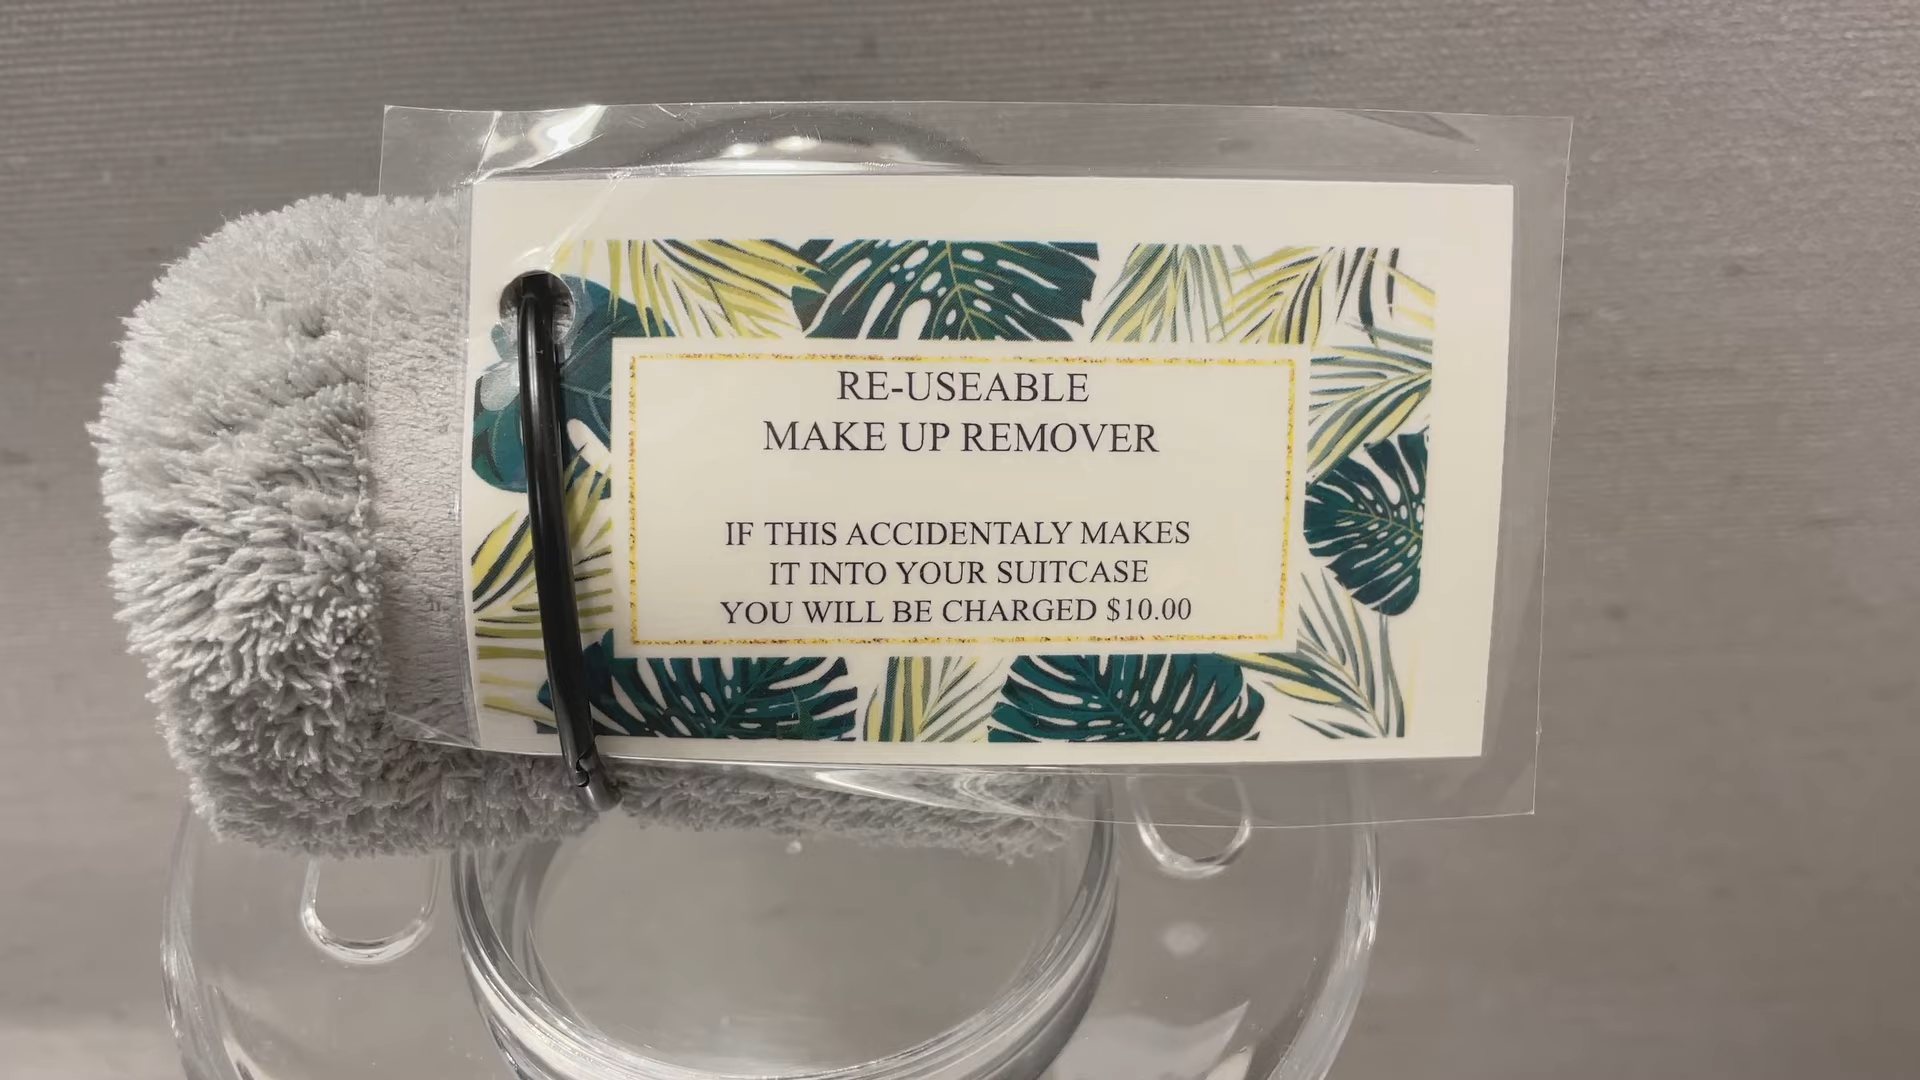 RE-USEABLE
MAKE UP REMOVER
IF THIS ACCIDENTALY MAKES
IT INTO YOUR SUITCASE
YOU WILL BE CHARGED $10.00